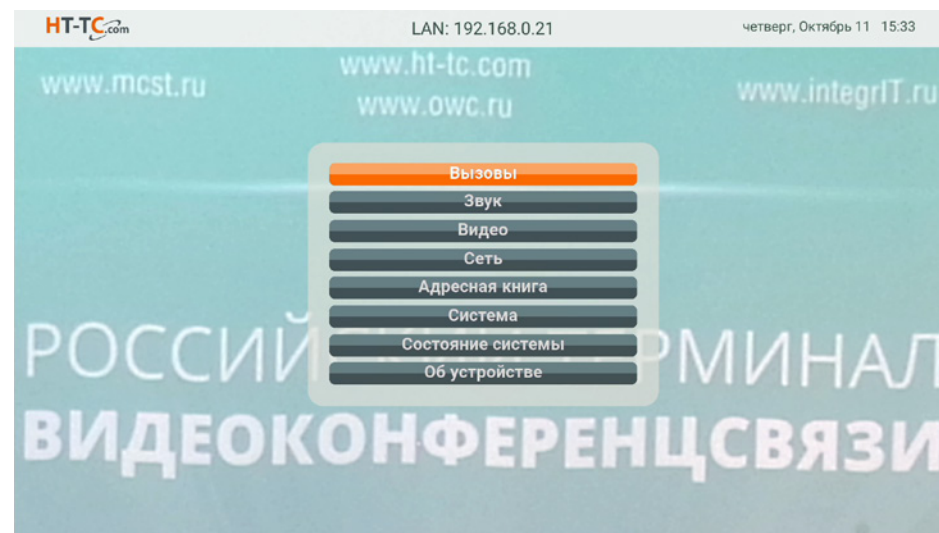 HT-TC.com
LAN: 192.168.0.21
четверг, Октябрь 11 15:33
www.mcst.ru
www.ht-tc.com
www.owc.ru
www.integrIT.ru
Вызовы
Звук
Видео
Сеть
Адресная книга
Система
Состояние системы
Об устройстве
РОССИЙ РМИНАЛ
ВИДЕОКОНФЕРЕНЦСВЯЗИ